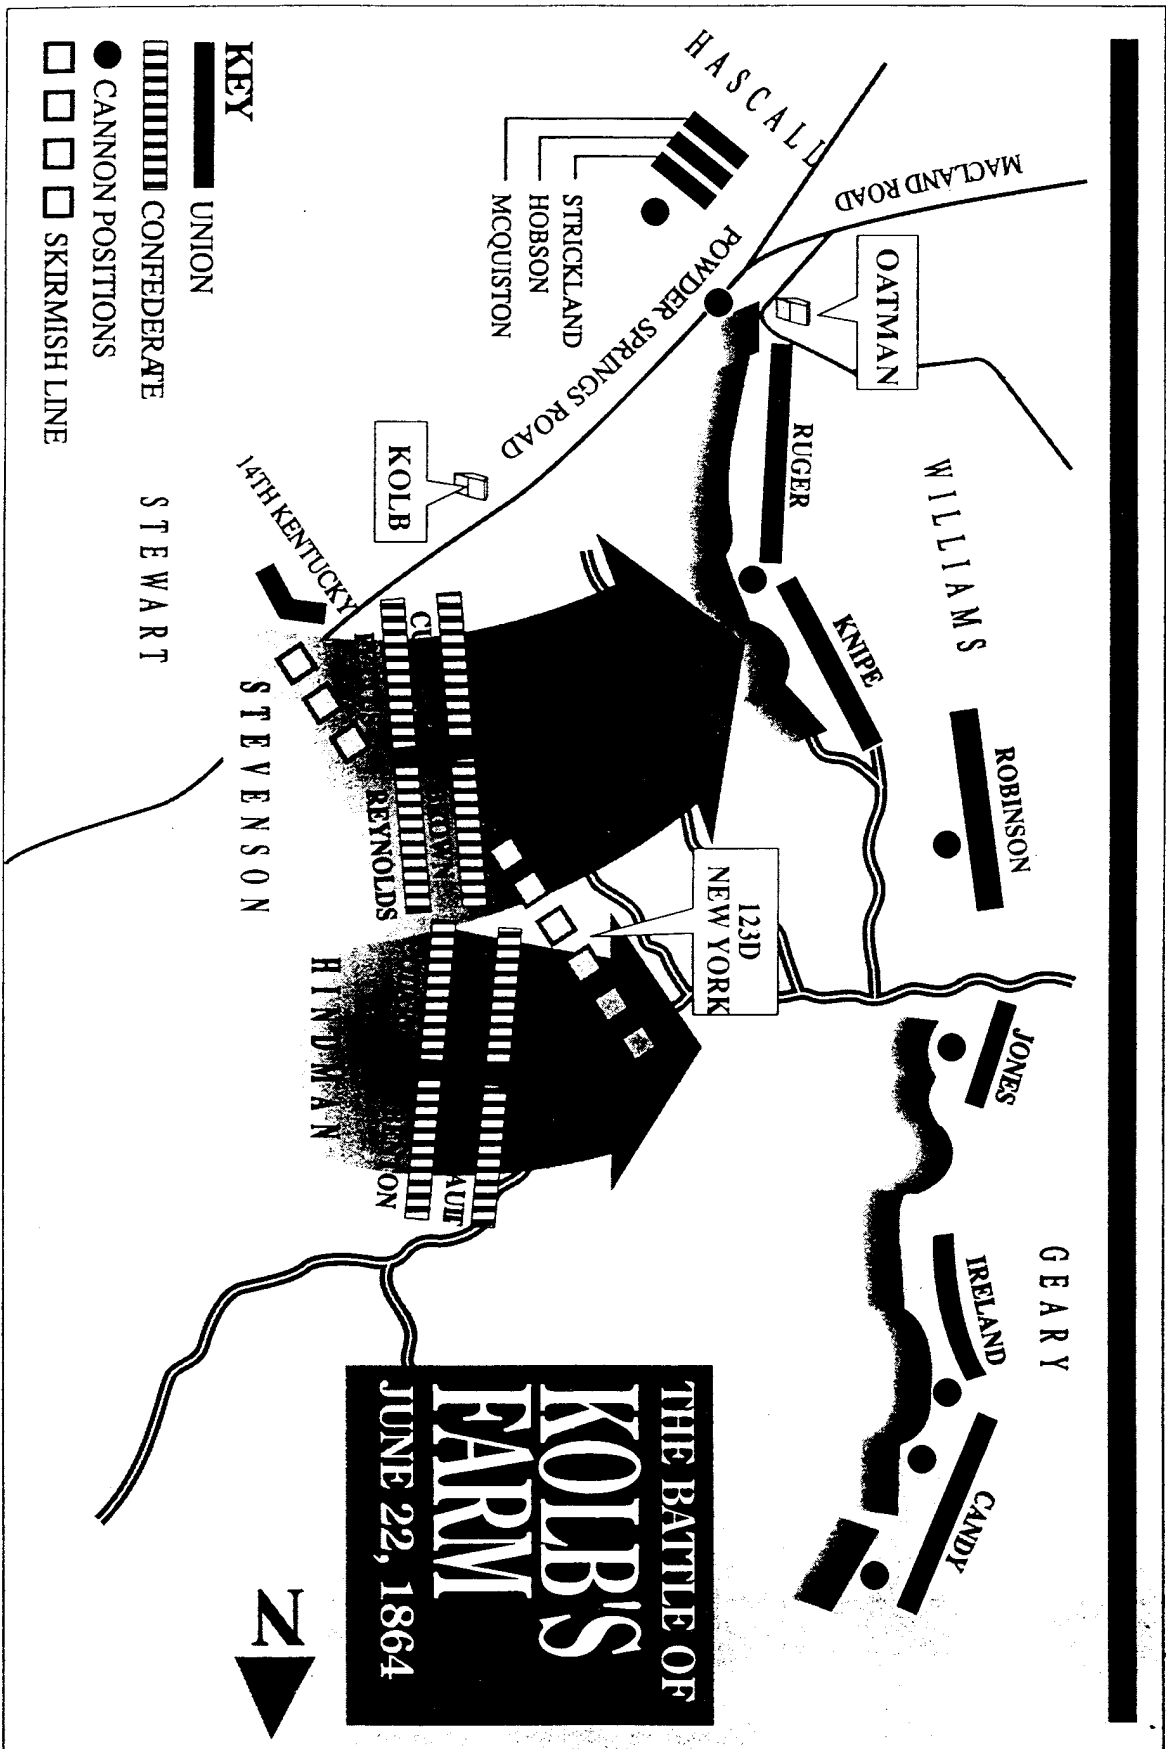 THE BATTLE OF
KOLB'S
FARM
JUNE 22, 1864
N
GEARY
CANDY
IRELAND
JONES
WILLIAMS
ROBINSON
KNIPE
RUGER
OATMAN
MACLAND ROAD
HASCALL
POWDER SPRINGS ROAD
STRICKLAND
HOBSON
MCQUISTON
KOLB
123D
NEW YORK
14TH KENTUCKY
REYNOLDS
HINDMAN
STEVENSON
STEWART
KEY
UNION
CONFEDERATE
CANNON POSITIONS
SKIRMISH LINE